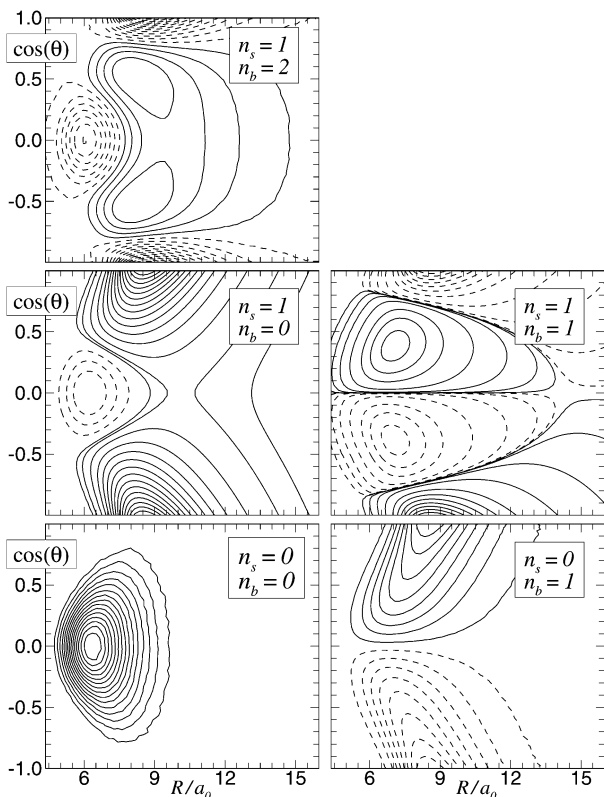 1.0
cos(θ)
0.5
0.0
-0.5
n_s = 1
n_b = 2
cos(θ)
0.5
0.0
-0.5
n_s = 1
n_b = 0
n_s = 1
n_b = 1
cos(θ)
0.5
0.0
-0.5
-1.0
n_s = 0
n_b = 0
n_s = 0
n_b = 1
6 9 12 15
R/a_0
6 9 12 15
R/a_0